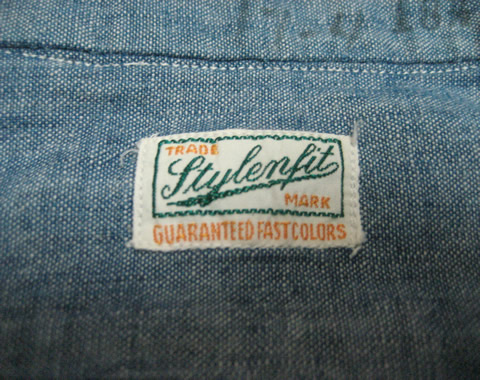 TRADE
Stylenfit
MARK
GUARANTEED FAST COLORS